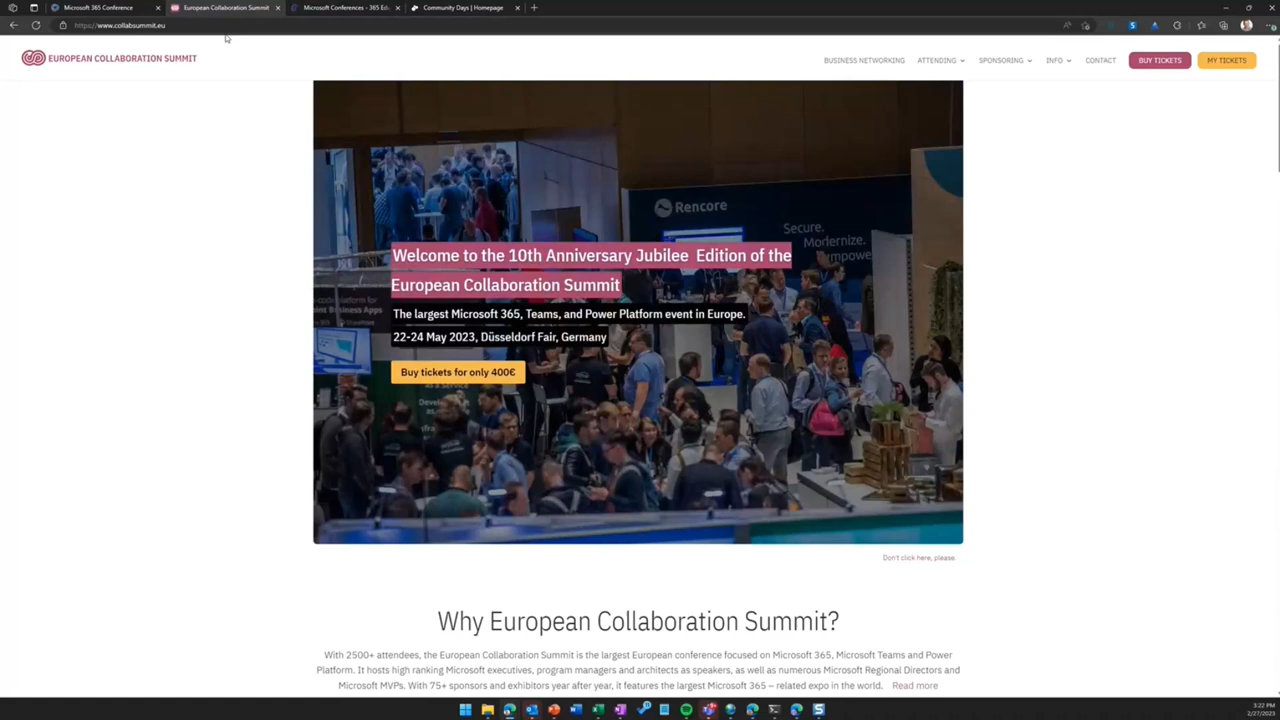 Microsoft 365 Conference
European Collaboration Summit
Microsoft Conferences - 365 Edu
Community Days | Homepage
https://www.collabsummit.eu
EUROPEAN COLLABORATION SUMMIT
BUSINESS NETWORKING
ATTENDING
SPONSORING
INFO
CONTACT
BUY TICKETS
MY TICKETS
Rencore
Secure.
Modernize.
Empower.
Welcome to the 10th Anniversary Jubilee Edition of the
European Collaboration Summit
The largest Microsoft 365, Teams, and Power Platform event in Europe.
22-24 May 2023, Düsseldorf Fair, Germany
Buy tickets for only 400€
Don't click here, please.
Why European Collaboration Summit?
With 2500+ attendees, the European Collaboration Summit is the largest European conference focused on Microsoft 365, Microsoft Teams and Power
Platform. It hosts high ranking Microsoft executives, program managers and architects as speakers, as well as numerous Microsoft Regional Directors and
Microsoft MVPs. With 75+ sponsors and exhibitors year after year, it features the largest Microsoft 365 – related expo in the world. Read more
3:22 PM
2/27/2023